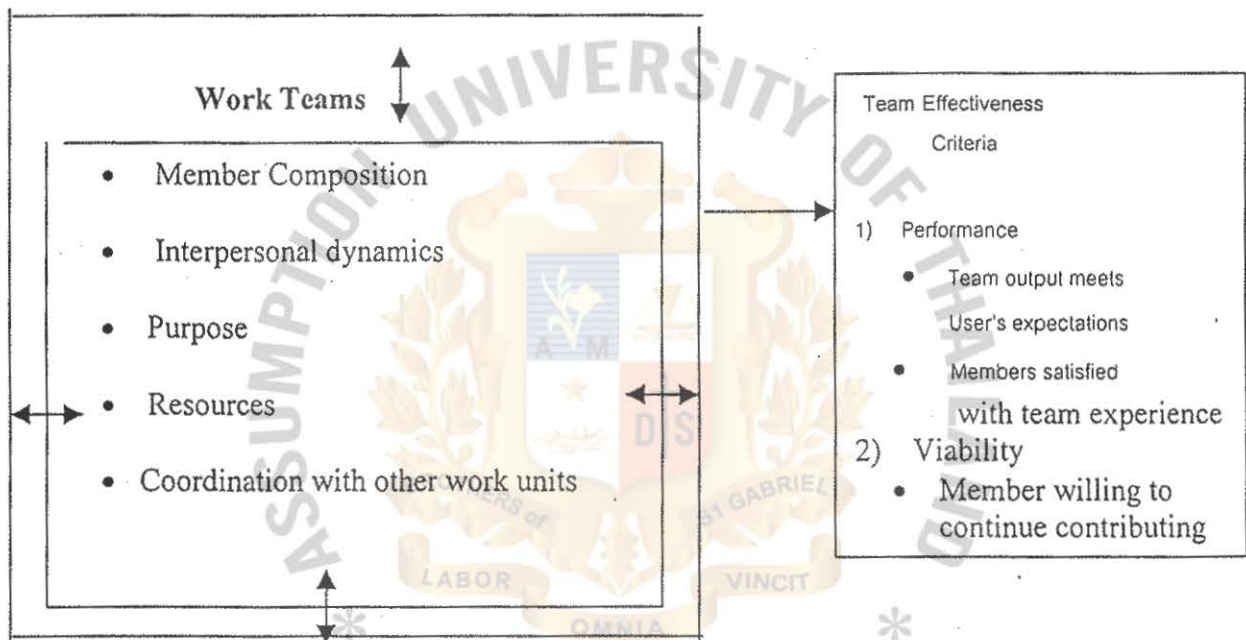 Work Teams
• Member Composition
• Interpersonal dynamics
• Purpose
• Resources
• Coordination with other work units
Team Effectiveness
Criteria
1) Performance
• Team output meets
User's expectations
• Members satisfied
with team experience
2) Viability
• Member willing to
continue contributing
ASSUMPTION UNIVERSITY OF THAILAND
A M
D S
BROTHERS of
ST GABRIEL
LABOR
VINCIT
OMNIA
* *